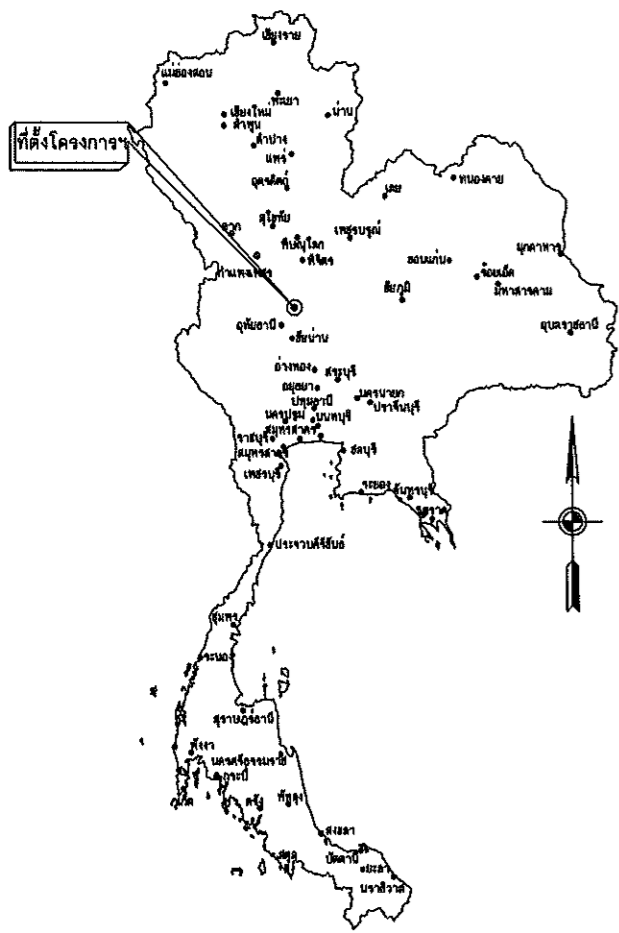 เชียงราย
แม่ฮ่องสอน
พะเยา
เชียงใหม่
น่าน
ลำพูน
ที่ตั้งโครงการฯ
ลำปาง
แพร่
อุตรดิตถ์
หนองคาย
เลย
สุโขทัย
ตาก
พิษณุโลก
เพชรบูรณ์
มุกดาหาร
ขอนแก่น
พิจิตร
กำแพงเพชร
ร้อยเอ็ด
มหาสารคาม
ชัยภูมิ
อุทัยธานี
ชัยนาท
อุบลราชธานี
อ่างทอง
สระบุรี
อยุธยา
นครนายก
ปทุมธานี
ปราจีนบุรี
นครปฐม
นนทบุรี
สมุทรสาคร
ราชบุรี
ชลบุรี
เพชรบุรี
ระยอง
จันทบุรี
ตราด
ประจวบคีรีขันธ์
ชุมพร
ระนอง
สุราษฎร์ธานี
พังงา
นครศรีธรรมราช
กระบี่
ภูเก็ต
ตรัง
พัทลุง
สงขลา
สตูล
ปัตตานี
ยะลา
นราธิวาส